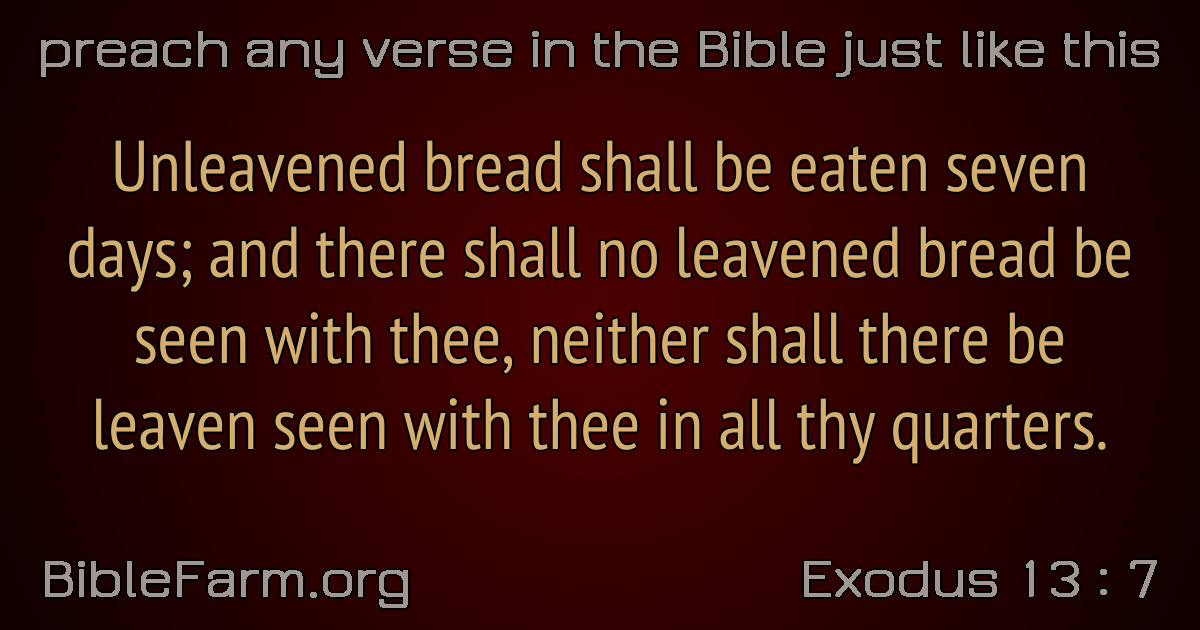 preach any verse in the Bible just like this
Unleavened bread shall be eaten seven
days; and there shall no leavened bread be
seen with thee, neither shall there be
leaven seen with thee in all thy quarters.
BibleFarm.org
Exodus 13 : 7